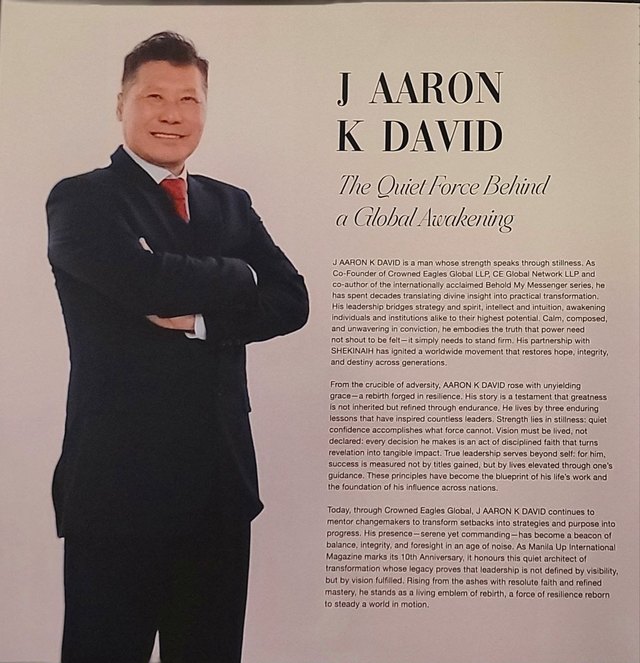 J AARON
K DAVID
The Quiet Force Behind
a Global Awakening
J AARON K DAVID is a man whose strength speaks through stillness. As
Co-Founder of Crowned Eagles Global LLP, CE Global Network LLP and
co-author of the internationally acclaimed Behold My Messenger series, he
has spent decades translating divine insight into practical transformation.
His leadership bridges strategy and spirit, intellect and intuition, awakening
individuals and institutions alike to their highest potential. Calm, composed,
and unwavering in conviction, he embodies the truth that power need
not shout to be felt—it simply needs to stand firm. His partnership with
SHEKINAIH has ignited a worldwide movement that restores hope, integrity,
and destiny across generations.
From the crucible of adversity, AARON K DAVID rose with unyielding
grace—a rebirth forged in resilience. His story is a testament that greatness
is not inherited but refined through endurance. He lives by three enduring
lessons that have inspired countless leaders. Strength lies in stillness: quiet
confidence accomplishes what force cannot. Vision must be lived, not
declared: every decision he makes is an act of disciplined faith that turns
revelation into tangible impact. True leadership serves beyond self: for him,
success is measured not by titles gained, but by lives elevated through one's
guidance. These principles have become the blueprint of his life's work and
the foundation of his influence across nations.
Today, through Crowned Eagles Global, J AARON K DAVID continues to
mentor changemakers to transform setbacks into strategies and purpose into
progress. His presence—serene yet commanding—has become a beacon of
balance, integrity, and foresight in an age of noise. As Manila Up International
Magazine marks its 10th Anniversary, it honours this quiet architect of
transformation whose legacy proves that leadership is not defined by visibility,
but by vision fulfilled. Rising from the ashes with resolute faith and refined
mastery, he stands as a living emblem of rebirth, a force of resilience reborn
to steady a world in motion.